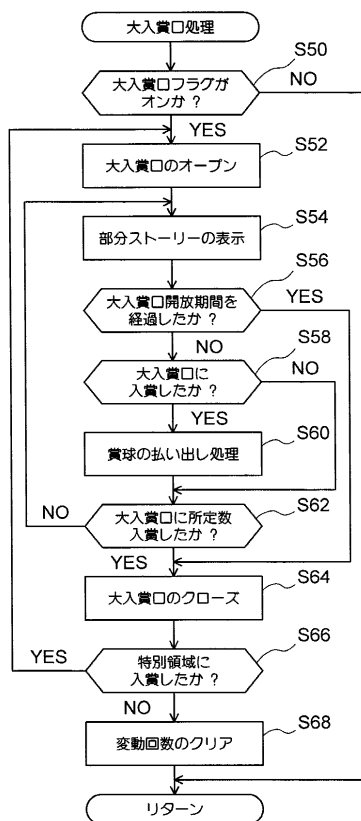 大入賞口処理
S50
大入賞口フラグが
オンか ?
NO
YES
S52
大入賞口のオープン
S54
部分ストーリーの表示
S56
大入賞口開放期間を
経過したか ?
YES
NO
S58
大入賞口に
入賞したか ?
NO
YES
S60
賞球の払い出し処理
S62
NO
大入賞口に所定数
入賞したか ?
YES
S64
大入賞口のクローズ
S66
YES
特別領域に
入賞したか ?
NO
S68
変動回数のクリア
リターン